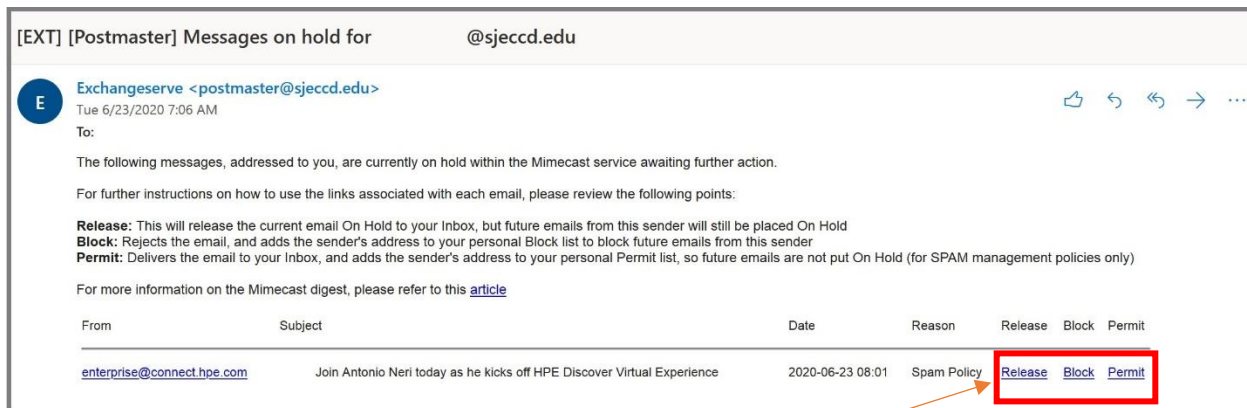 [EXT] [Postmaster] Messages on hold for @sjeccd.edu
E
Exchangeserve <postmaster@sjeccd.edu>
Tue 6/23/2020 7:06 AM
To:
The following messages, addressed to you, are currently on hold within the Mimecast service awaiting further action.
For further instructions on how to use the links associated with each email, please review the following points:
Release: This will release the current email On Hold to your Inbox, but future emails from this sender will still be placed On Hold
Block: Rejects the email, and adds the sender's address to your personal Block list to block future emails from this sender
Permit: Delivers the email to your Inbox, and adds the sender's address to your personal Permit list, so future emails are not put On Hold (for SPAM management policies only)
For more information on the Mimecast digest, please refer to this article
From Subject Date Reason Release Block Permit
enterprise@connect.hpe.com Join Antonio Neri today as he kicks off HPE Discover Virtual Experience 2020-06-23 08:01 Spam Policy Release Block Permit